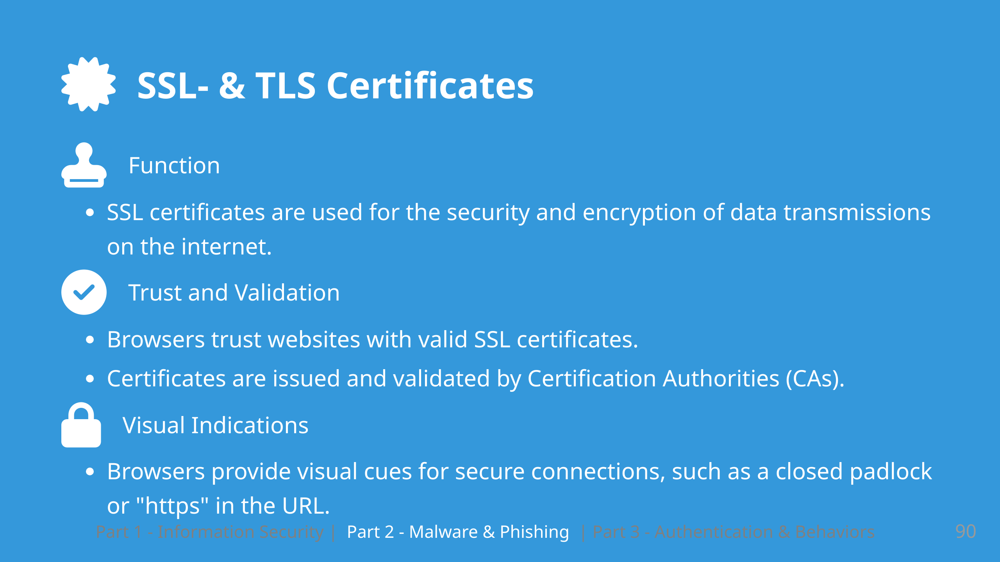 SSL- & TLS Certificates
Function
• SSL certificates are used for the security and encryption of data transmissions
on the internet.
Trust and Validation
• Browsers trust websites with valid SSL certificates.
• Certificates are issued and validated by Certification Authorities (CAs).
Visual Indications
• Browsers provide visual cues for secure connections, such as a closed padlock
or "https" in the URL.
Part 1 - Information Security | Part 2 - Malware & Phishing | Part 3 - Authentication & Behaviors 90